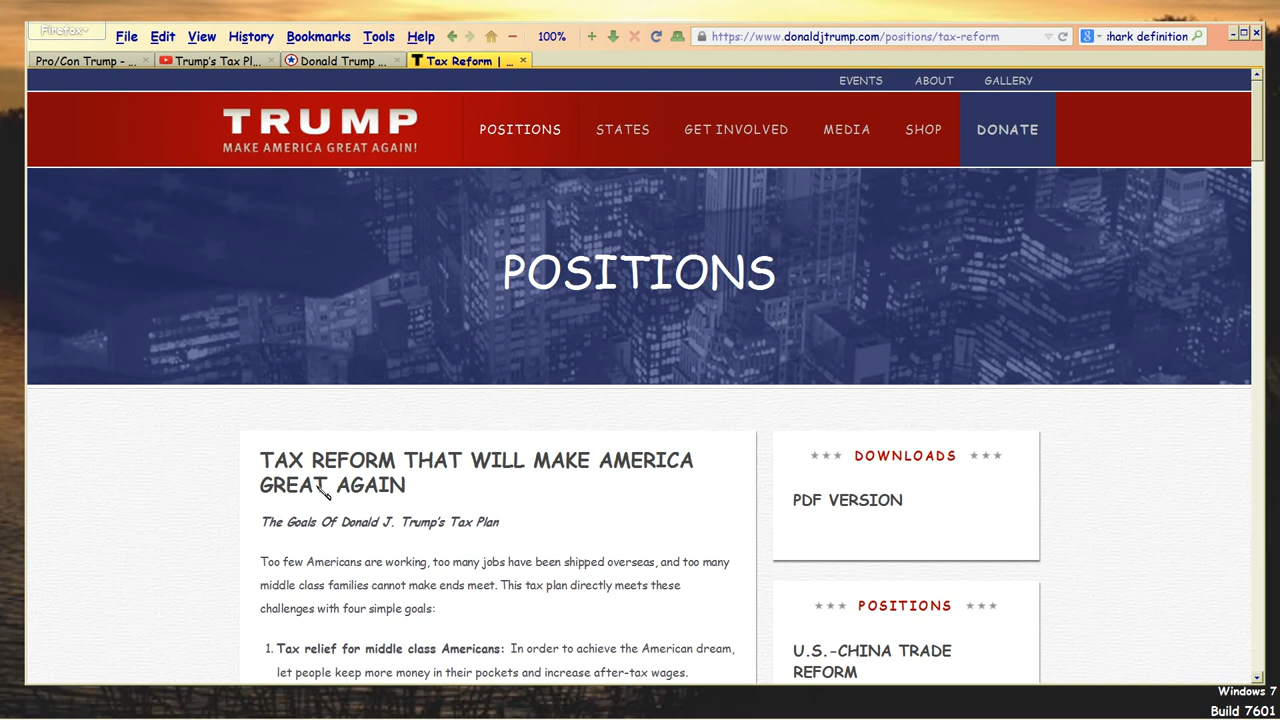 Firefox
File Edit View History Bookmarks Tools Help
100%
https://www.donaldjtrump.com/positions/tax-reform
hark definition
Pro/Con Trump - ...
Trump's Tax Pl...
Donald Trump ...
Tax Reform | ...
EVENTS ABOUT GALLERY
TRUMP
MAKE AMERICA GREAT AGAIN!
POSITIONS STATES GET INVOLVED MEDIA SHOP DONATE
POSITIONS
TAX REFORM THAT WILL MAKE AMERICA
GREAT AGAIN
The Goals Of Donald J. Trump's Tax Plan
Too few Americans are working, too many jobs have been shipped overseas, and too many
middle class families cannot make ends meet. This tax plan directly meets these
challenges with four simple goals:
1. Tax relief for middle class Americans: In order to achieve the American dream,
let people keep more money in their pockets and increase after-tax wages.
★★★ DOWNLOADS ★★★
PDF VERSION
★★★ POSITIONS ★★★
U.S.-CHINA TRADE
REFORM
Windows 7
Build 7601